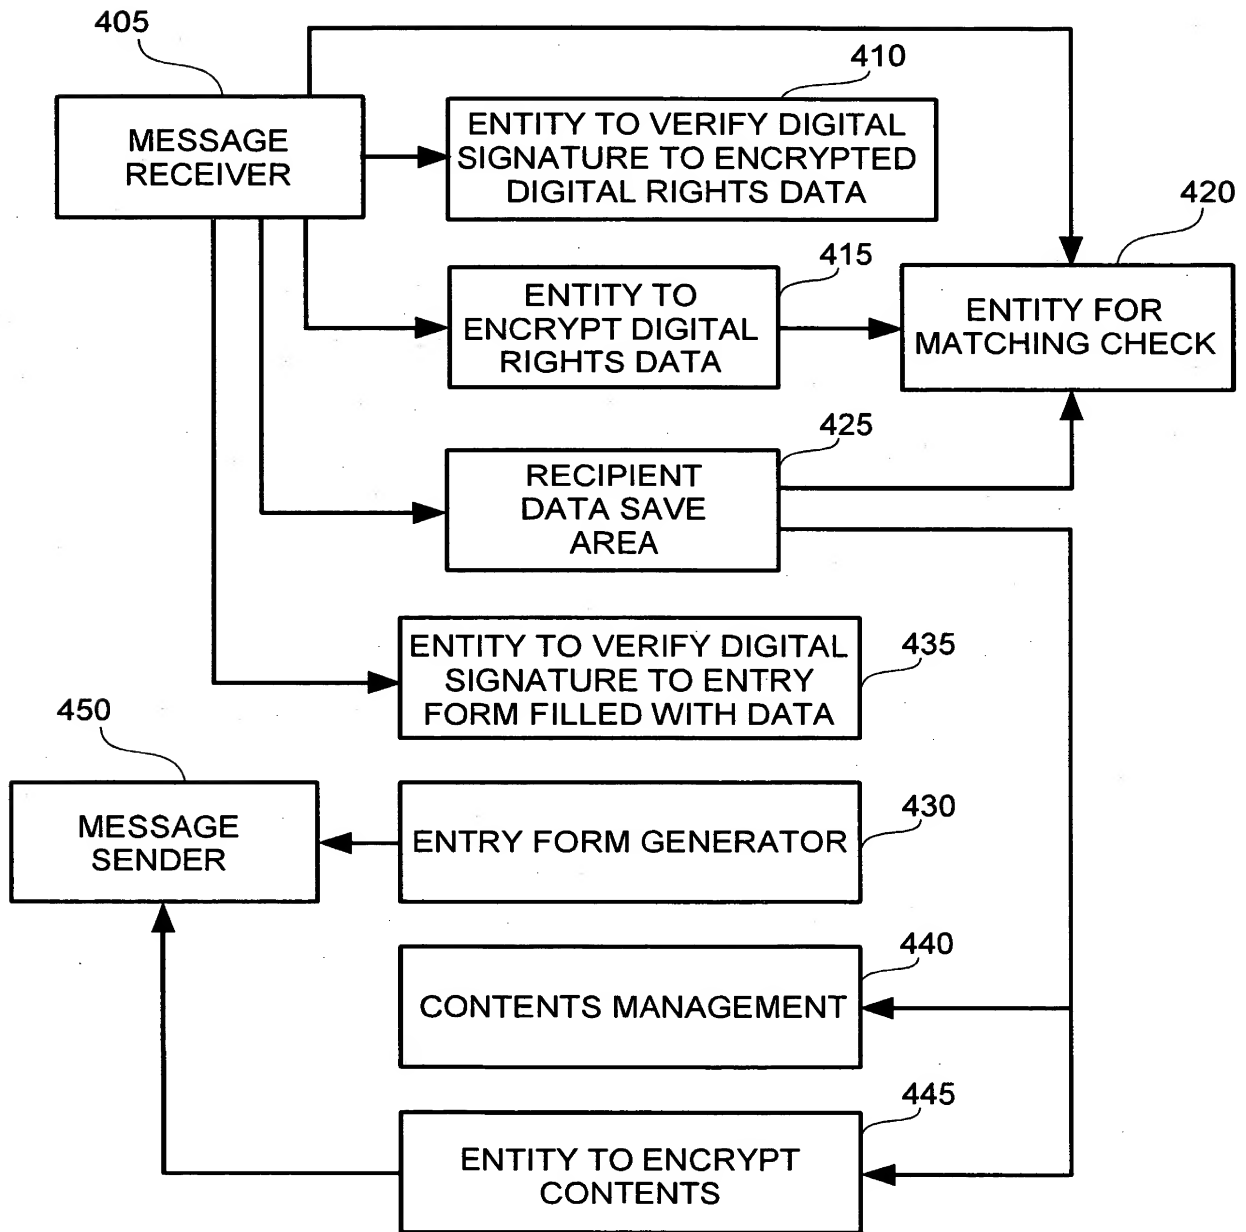 405
MESSAGE
RECEIVER
410
ENTITY TO VERIFY DIGITAL
SIGNATURE TO ENCRYPTED
DIGITAL RIGHTS DATA
415
ENTITY TO
ENCRYPT DIGITAL
RIGHTS DATA
420
ENTITY FOR
MATCHING CHECK
425
RECIPIENT
DATA SAVE
AREA
435
ENTITY TO VERIFY DIGITAL
SIGNATURE TO ENTRY
FORM FILLED WITH DATA
450
MESSAGE
SENDER
430
ENTRY FORM GENERATOR
440
CONTENTS MANAGEMENT
445
ENTITY TO ENCRYPT
CONTENTS